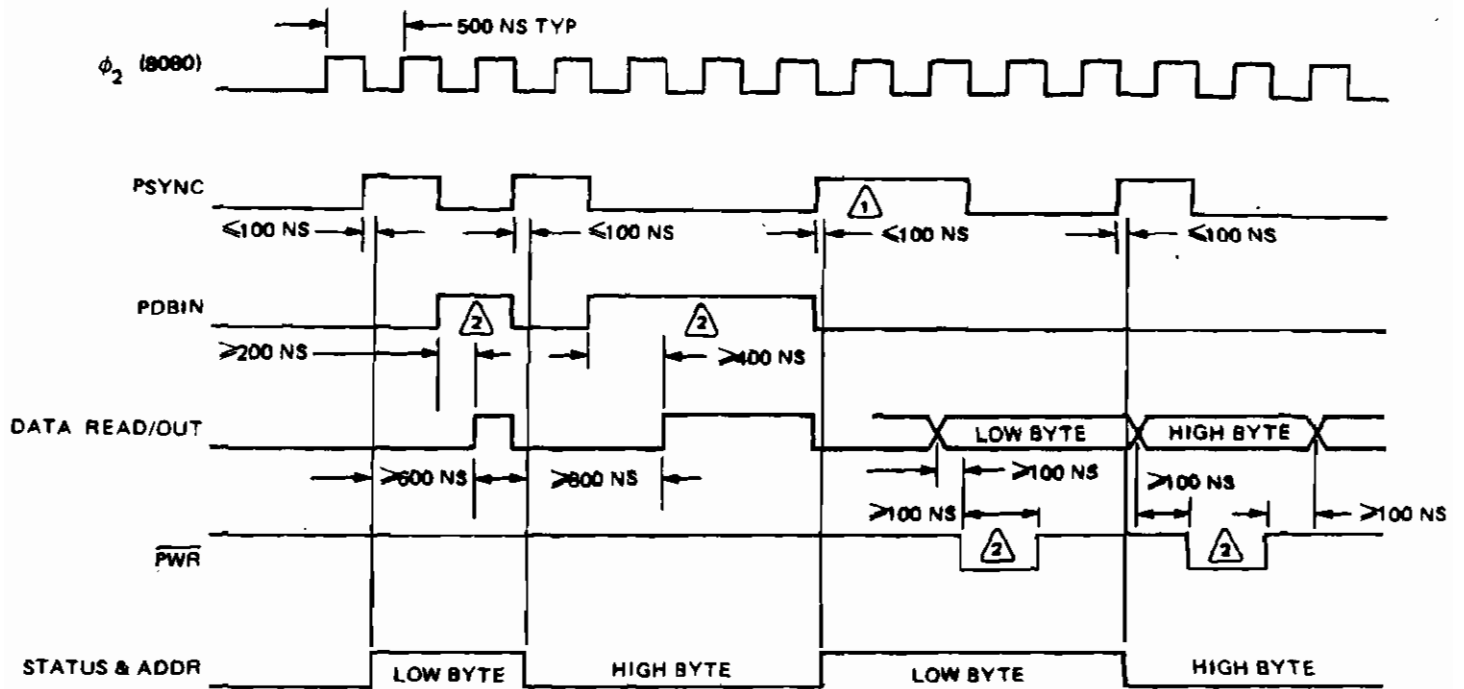 500 NS TYP
ϕ2 (8080)
PSYNC
1
≤100 NS ≤100 NS ≤100 NS ≤100 NS
PDBIN
2 2
≥200 NS ≥400 NS
DATA READ/OUT
LOW BYTE HIGH BYTE
≥600 NS ≥800 NS ≥100 NS ≥100 NS
≥100 NS ≥100 NS
PWR
2 2
STATUS & ADDR
LOW BYTE HIGH BYTE LOW BYTE HIGH BYTE